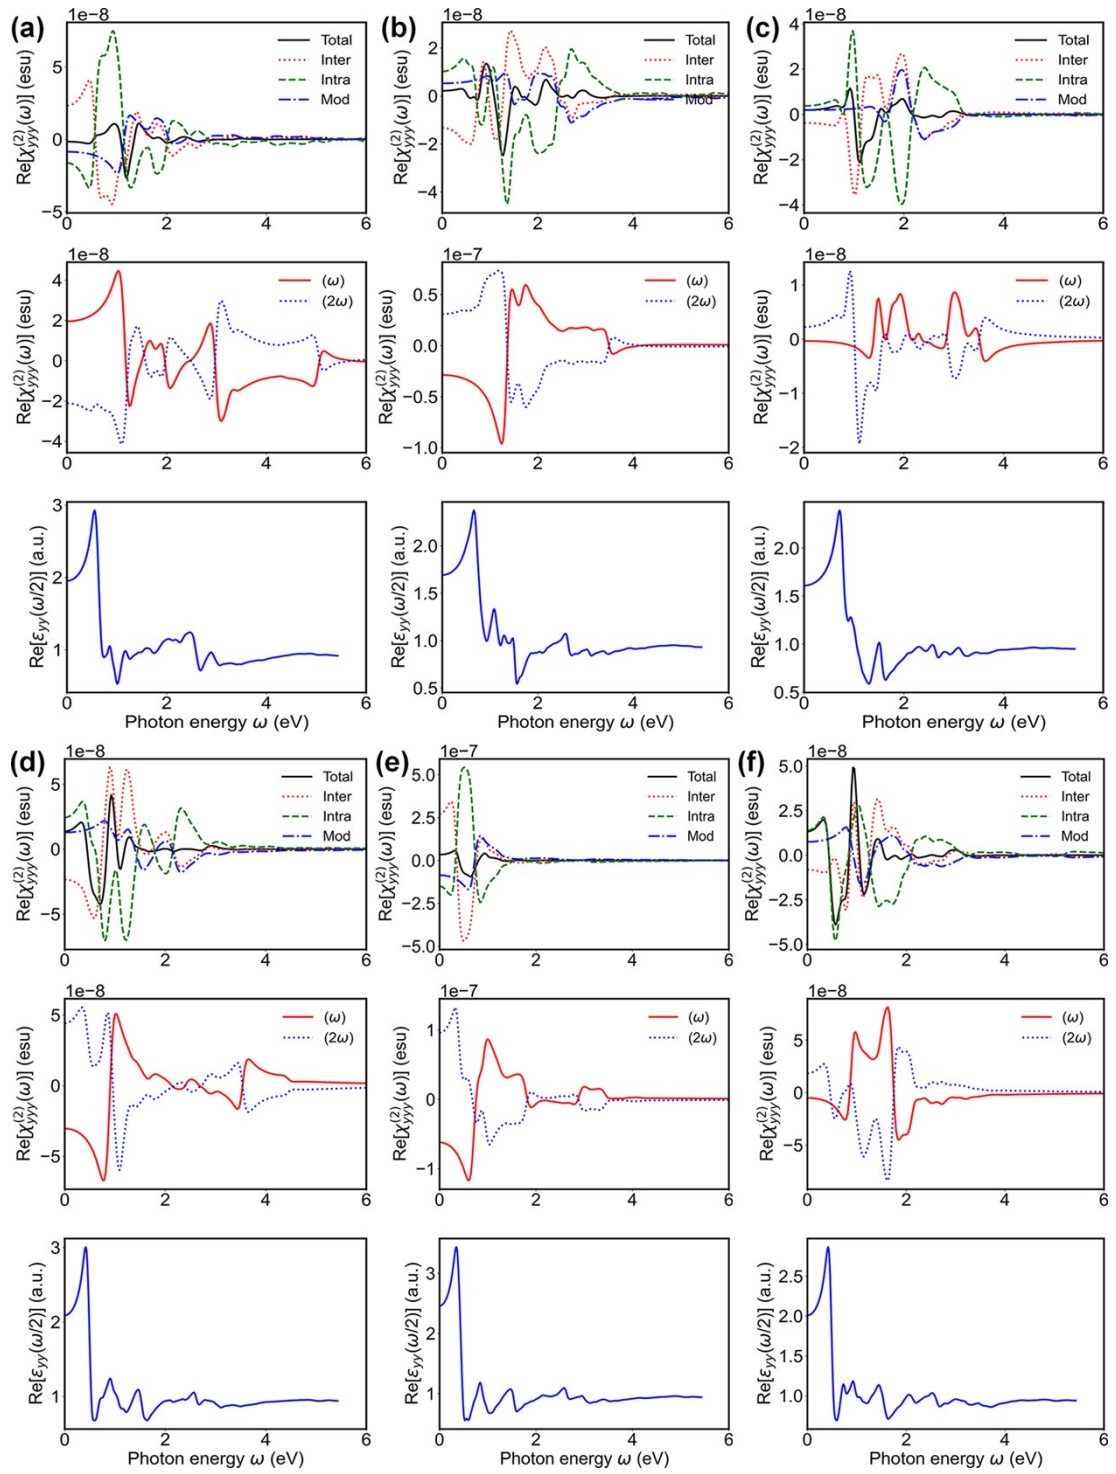 (a)
1e−8
Re[χ(2)yyy(ω)] (esu)
5
0
−5
0 2 4 6
Total
Inter
Intra
Mod
1e−8
Re[χ(2)yyy(ω)] (esu)
4
2
0
−2
−4
0 2 4 6
(ω)
(2ω)
Re[εyy(ω/2)] (a.u.)
3
2
1
0 2 4 6
Photon energy ω (eV)
(b)
1e−8
Re[χ(2)yyy(ω)] (esu)
2
0
−2
−4
0 2 4 6
Total
Inter
Intra
Mod
1e−7
Re[χ(2)yyy(ω)] (esu)
0.5
0.0
−0.5
−1.0
0 2 4 6
(ω)
(2ω)
Re[εyy(ω/2)] (a.u.)
2.0
1.5
1.0
0.5
0 2 4 6
Photon energy ω (eV)
(c)
1e−8
Re[χ(2)yyy(ω)] (esu)
4
2
0
−2
−4
0 2 4 6
Total
Inter
Intra
Mod
1e−8
Re[χ(2)yyy(ω)] (esu)
1
0
−1
−2
0 2 4 6
(ω)
(2ω)
Re[εyy(ω/2)] (a.u.)
2.0
1.5
1.0
0.5
0 2 4 6
Photon energy ω (eV)
(d)
1e−8
Re[χ(2)yyy(ω)] (esu)
5
0
−5
0 2 4 6
Total
Inter
Intra
Mod
1e−8
Re[χ(2)yyy(ω)] (esu)
5
0
−5
0 2 4 6
(ω)
(2ω)
Re[εyy(ω/2)] (a.u.)
3
2
1
0 2 4 6
Photon energy ω (eV)
(e)
1e−7
Re[χ(2)yyy(ω)] (esu)
5.0
2.5
0.0
−2.5
−5.0
0 2 4 6
Total
Inter
Intra
Mod
1e−7
Re[χ(2)yyy(ω)] (esu)
1
0
−1
0 2 4 6
(ω)
(2ω)
Re[εyy(ω/2)] (a.u.)
3
2
1
0 2 4 6
Photon energy ω (eV)
(f)
1e−8
Re[χ(2)yyy(ω)] (esu)
5.0
2.5
0.0
−2.5
−5.0
0 2 4 6
Total
Inter
Intra
Mod
1e−8
Re[χ(2)yyy(ω)] (esu)
5
0
−5
0 2 4 6
(ω)
(2ω)
Re[εyy(ω/2)] (a.u.)
2.5
2.0
1.5
1.0
0 2 4 6
Photon energy ω (eV)